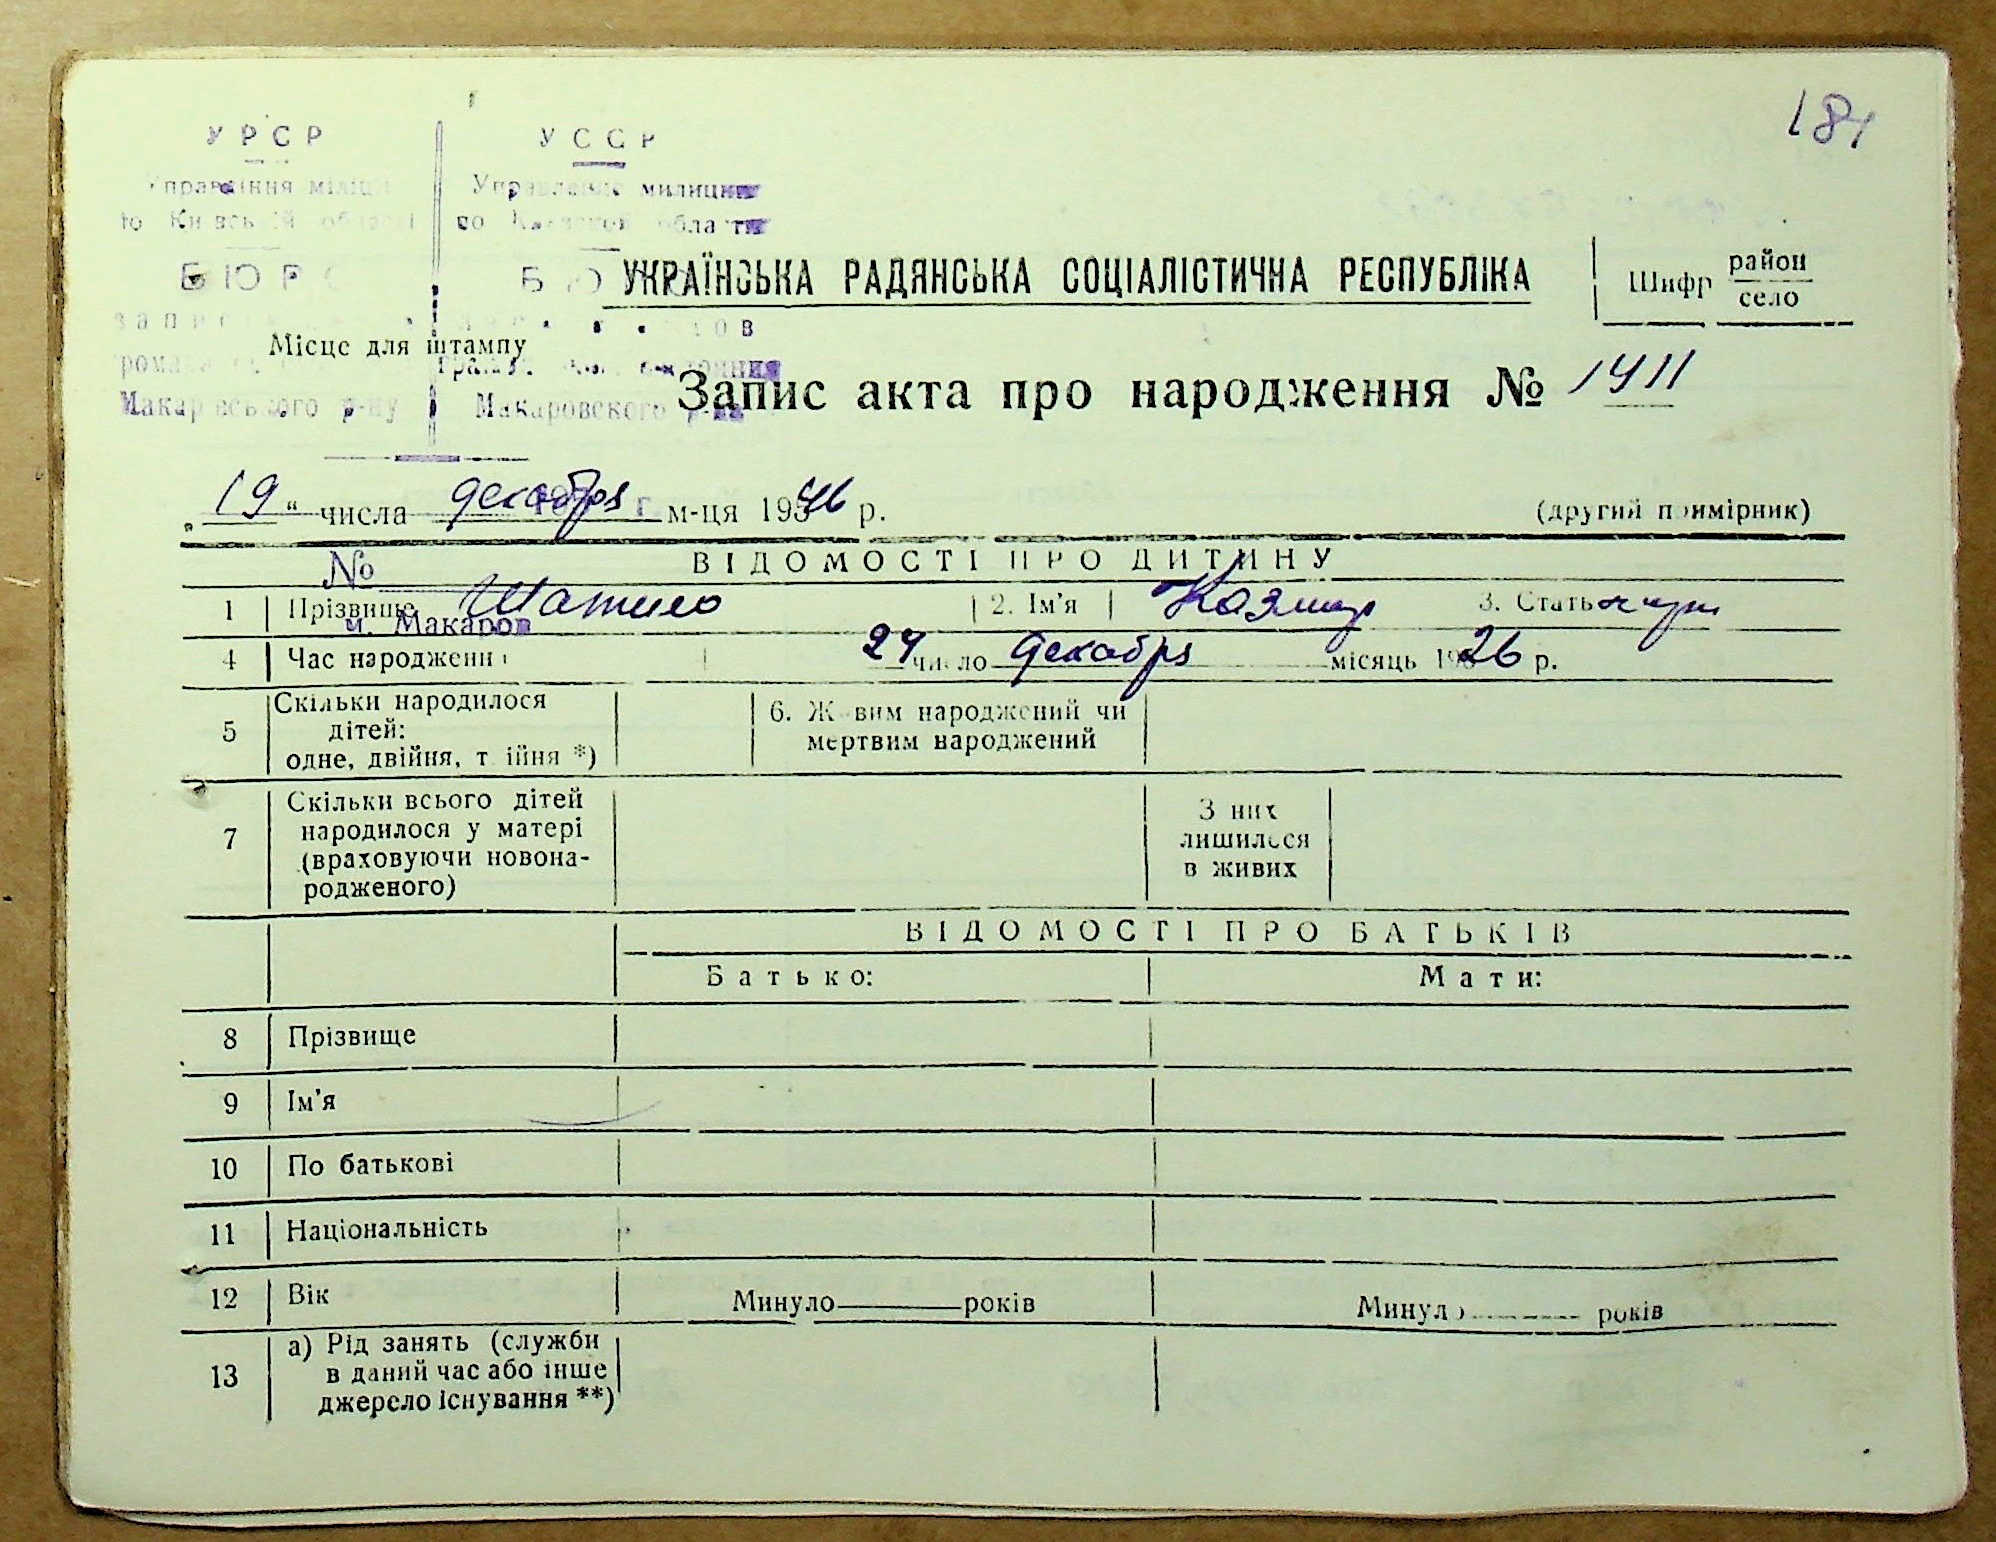 181
УРСР
УССР
Управління міліції
Управление милиции
по Київській області
по Киевской области
БЮРО
УКРАЇНСЬКА РАДЯНСЬКА СОЦІАЛІСТИЧНА РЕСПУБЛІКА
Шифр район
село
Місце для штампу
Макарівського р-ну
Макаровского р-на
Запис акта про народження № 1411
„19“ числа декабря м-ця 1946 р.
(другий примірник)
№
ВІДОМОСТІ ПРО ДИТИНУ
1 Прізвище Шатило 2. Ім'я Казмир 3. Стать муж
м. Макаров
4 Час народження 24 число декабря місяць 1926 р.
5 Скільки народилося дітей: одне, двійня, трійня *)
6. Живим народжений чи мертвим народжений
7 Скільки всього дітей народилося у матері (враховуючи новонародженого)
З них лишилося в живих
ВІДОМОСТІ ПРО БАТЬКІВ
Батько: Мати:
8 Прізвище
9 Ім'я
10 По батькові
11 Національність
12 Вік Минуло років Минуло років
13 а) Рід занять (служби в даний час або інше джерело існування **)